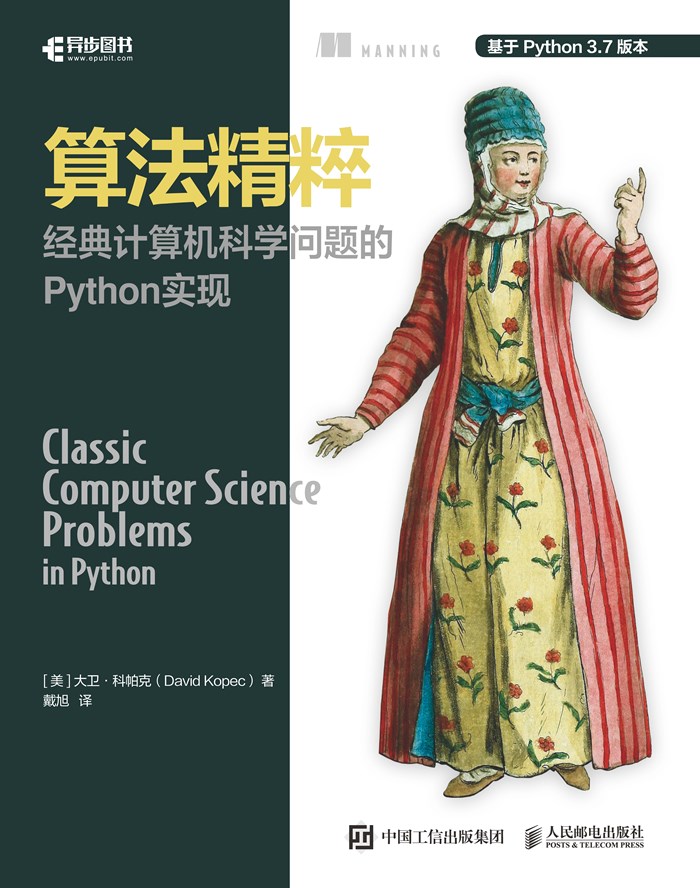 异步图书
www.epubit.com
MANNING
基于 Python 3.7 版本
算法精粹
经典计算机科学问题的
Python实现
Classic
Computer Science
Problems
in Python
[ 美 ] 大卫 · 科帕克（David Kopec）著
戴旭 译
中国工信出版集团
人民邮电出版社
POSTS & TELECOM PRESS